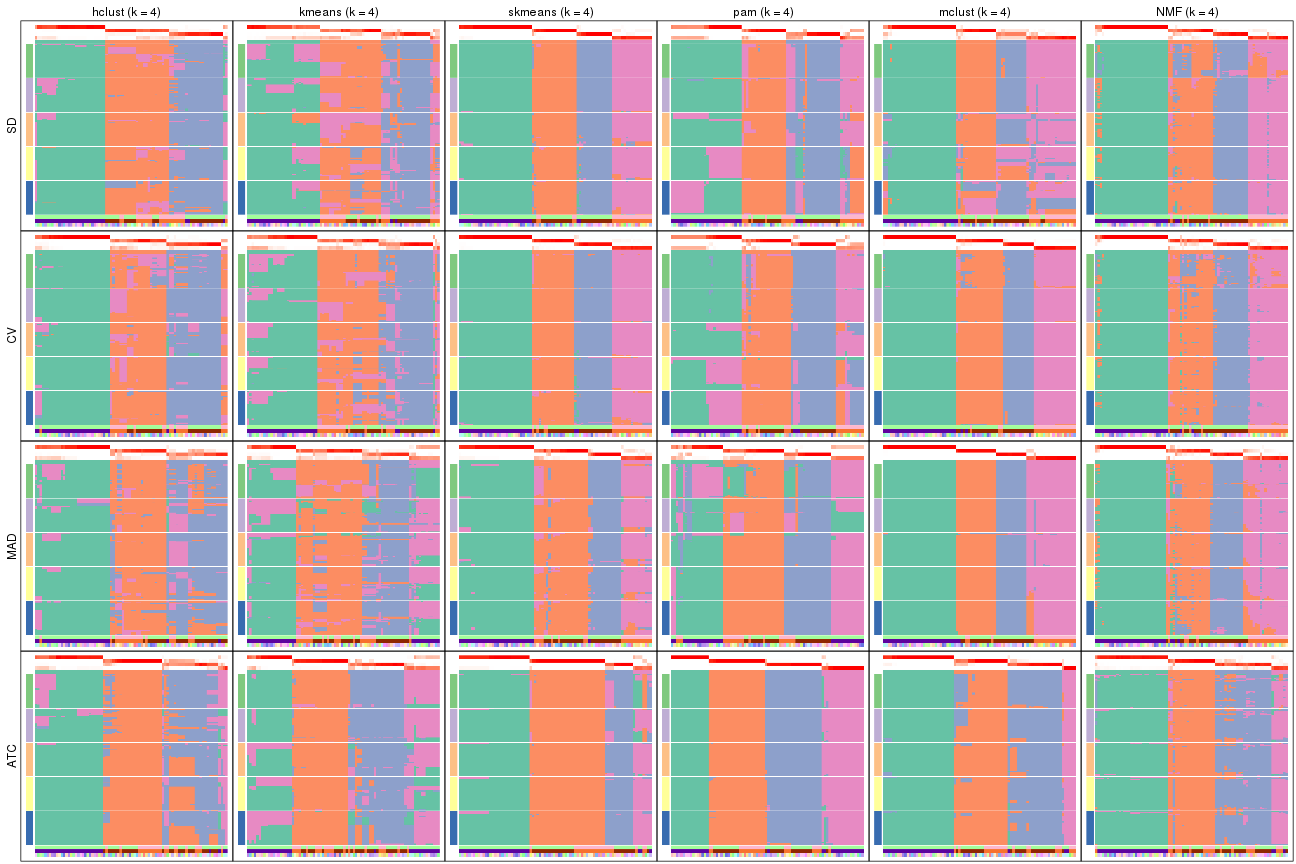 hclust (k = 4)
kmeans (k = 4)
skmeans (k = 4)
pam (k = 4)
mclust (k = 4)
NMF (k = 4)
SD
CV
MAD
ATC